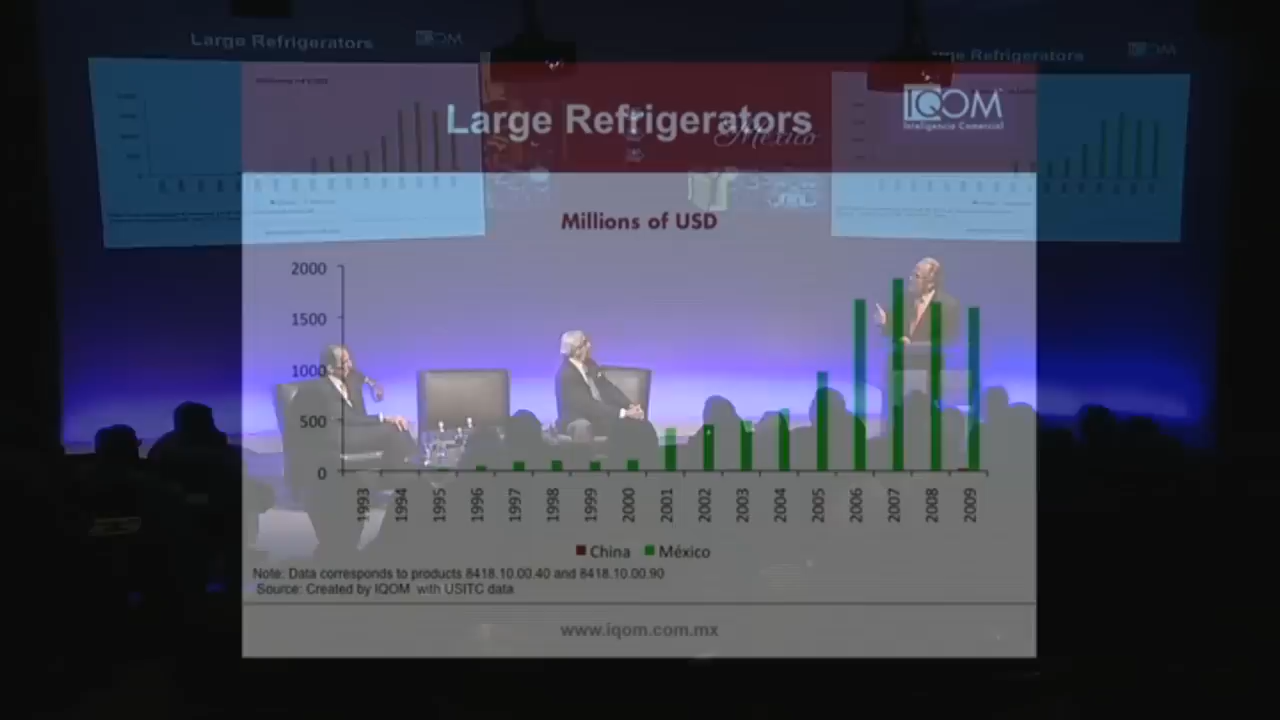 Large Refrigerators
IQOM
Large Refrigerators
IQOM
Large Refrigerators
México
IQOM
Inteligencia Comercial
Millions of USD
2000
1500
1000
500
0
1993 1994 1995 1996 1997 1998 1999 2000 2001 2002 2003 2004 2005 2006 2007 2008 2009
China México
Note: Data corresponds to products 8418.10.00.40 and 8418.10.00.90
Source: Created by IQOM with USITC data
www.iqom.com.mx